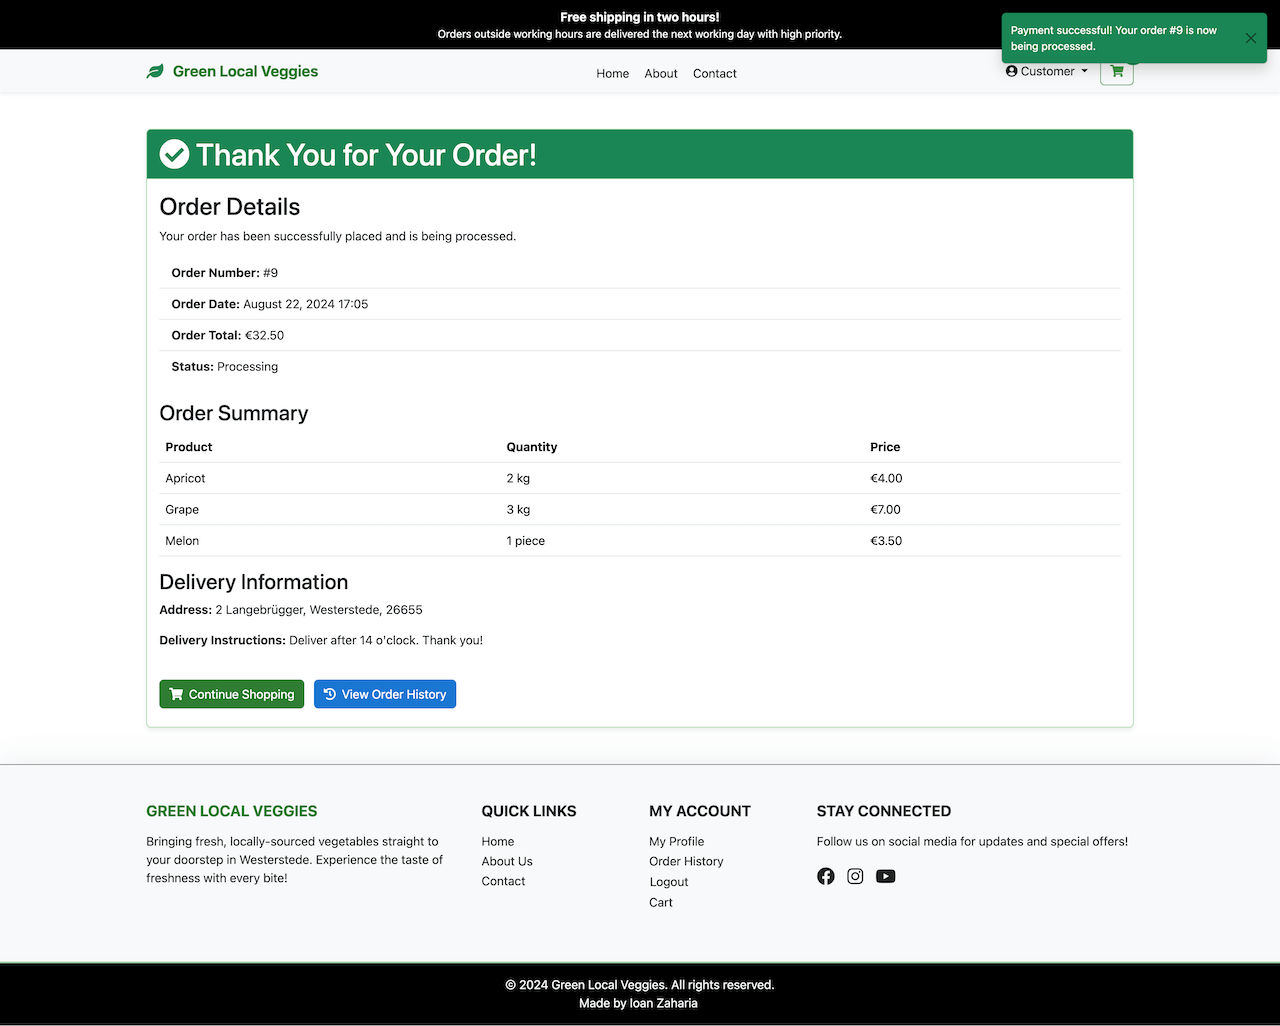 Free shipping in two hours!
Orders outside working hours are delivered the next working day with high priority.
Payment successful! Your order #9 is now
being processed.
Green Local Veggies
Home About Contact
Customer
Thank You for Your Order!
Order Details
Your order has been successfully placed and is being processed.
Order Number: #9
Order Date: August 22, 2024 17:05
Order Total: €32.50
Status: Processing
Order Summary
Product Quantity Price
Apricot 2 kg €4.00
Grape 3 kg €7.00
Melon 1 piece €3.50
Delivery Information
Address: 2 Langebrügger, Westerstede, 26655
Delivery Instructions: Deliver after 14 o'clock. Thank you!
Continue Shopping View Order History
GREEN LOCAL VEGGIES
Bringing fresh, locally-sourced vegetables straight to
your doorstep in Westerstede. Experience the taste of
freshness with every bite!
QUICK LINKS
Home
About Us
Contact
MY ACCOUNT
My Profile
Order History
Logout
Cart
STAY CONNECTED
Follow us on social media for updates and special offers!
© 2024 Green Local Veggies. All rights reserved.
Made by Ioan Zaharia